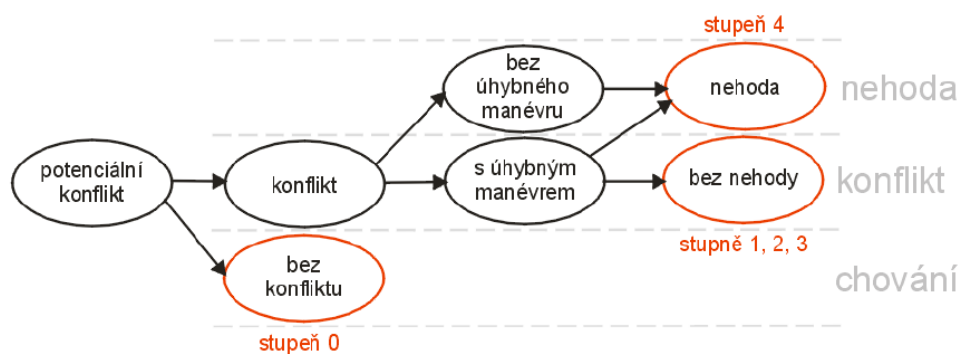 stupeň 4
bez
úhybného
manévru
nehoda
nehoda
potenciální
konflikt
konflikt
s úhybným
manévrem
bez nehody
konflikt
stupně 1, 2, 3
bez
konfliktu
chování
stupeň 0